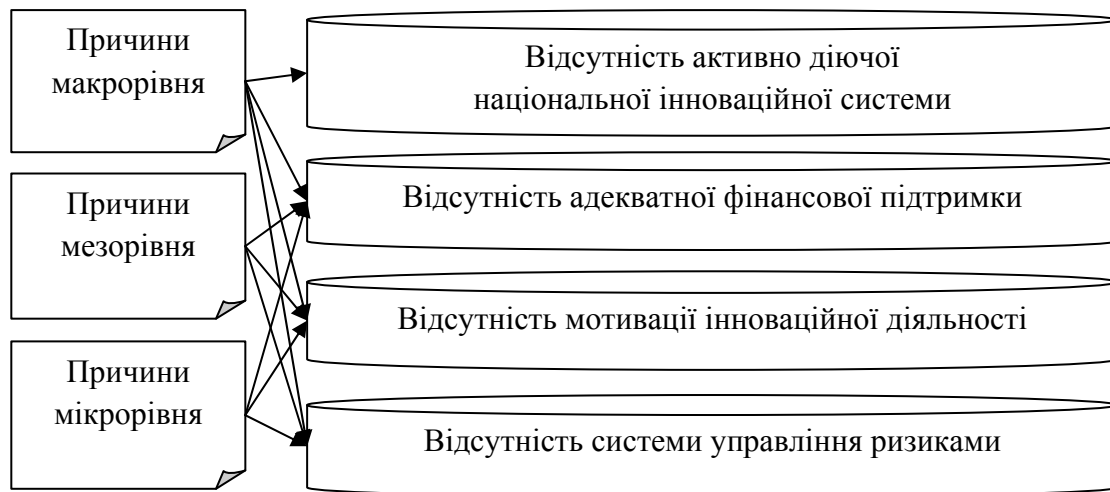 Причини
макрорівня
Відсутність активно діючої
національної інноваційної системи
Причини
мезорівня
Відсутність адекватної фінансової підтримки
Відсутність мотивації інноваційної діяльності
Причини
мікрорівня
Відсутність системи управління ризиками